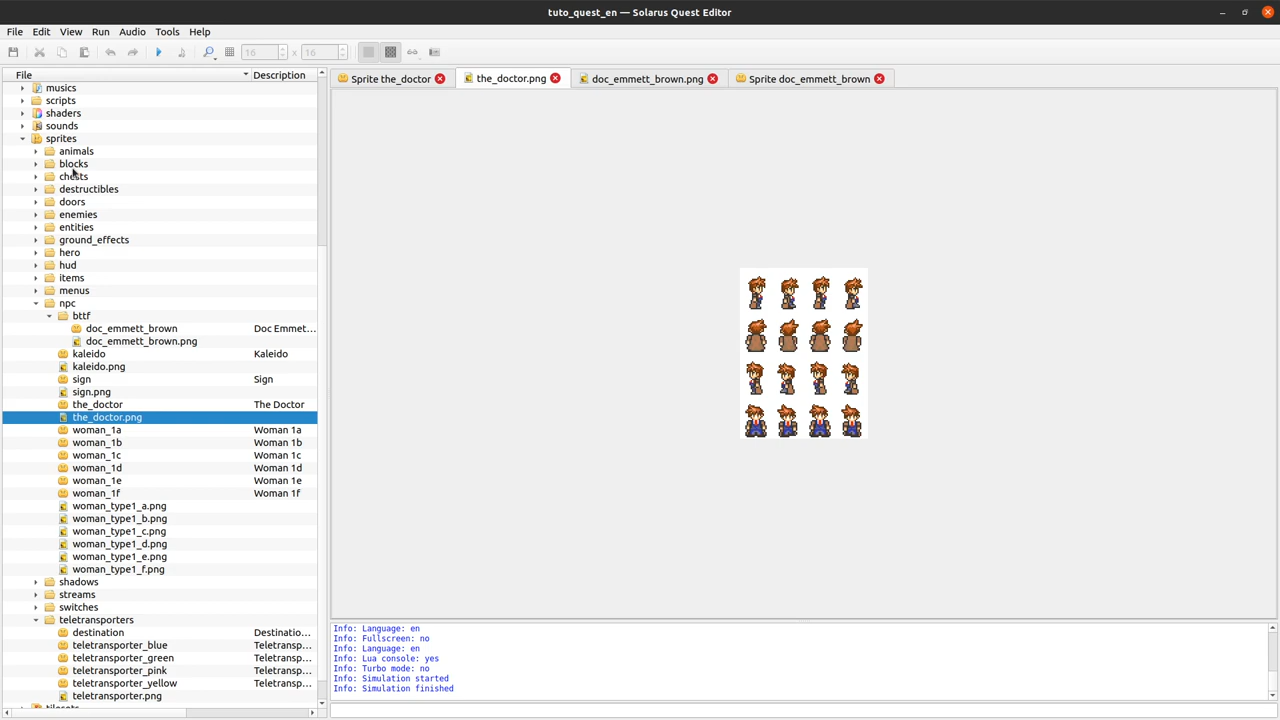 tuto_quest_en — Solarus Quest Editor
File Edit View Run Audio Tools Help
16 x 16
File Description
Sprite the_doctor the_doctor.png doc_emmett_brown.png Sprite doc_emmett_brown
musics
scripts
shaders
sounds
sprites
animals
blocks
chests
destructibles
doors
enemies
entities
ground_effects
hero
hud
items
menus
npc
bttf
doc_emmett_brown Doc Emmet...
doc_emmett_brown.png
kaleido Kaleido
kaleido.png
sign Sign
sign.png
the_doctor The Doctor
the_doctor.png
woman_1a Woman 1a
woman_1b Woman 1b
woman_1c Woman 1c
woman_1d Woman 1d
woman_1e Woman 1e
woman_1f Woman 1f
woman_type1_a.png
woman_type1_b.png
woman_type1_c.png
woman_type1_d.png
woman_type1_e.png
woman_type1_f.png
shadows
streams
switches
teletransporters
destination Destinatio...
teletransporter_blue Teletransp...
teletransporter_green Teletransp...
teletransporter_pink Teletransp...
teletransporter_yellow Teletransp...
teletransporter.png
Info: Language: en
Info: Fullscreen: no
Info: Language: en
Info: Lua console: yes
Info: Turbo mode: no
Info: Simulation started
Info: Simulation finished